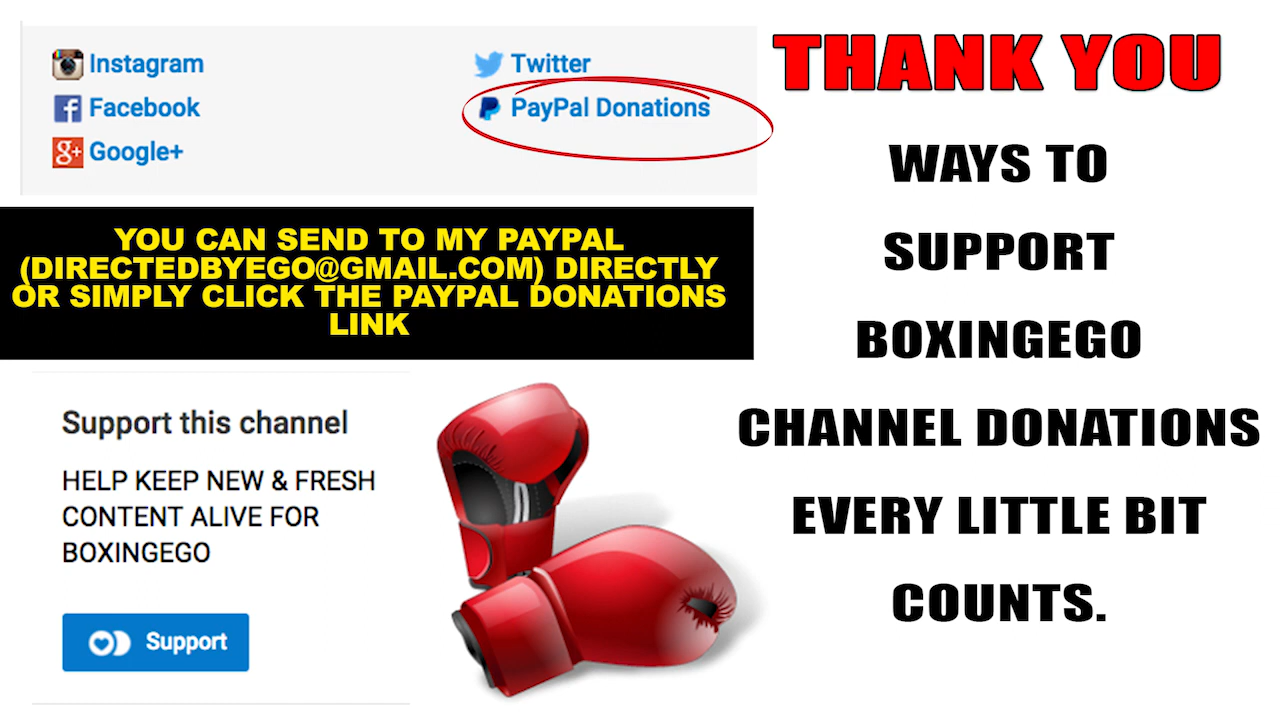 Instagram
Twitter
Facebook
PayPal Donations
Google+
YOU CAN SEND TO MY PAYPAL
(DIRECTEDBYEGO@GMAIL.COM) DIRECTLY
OR SIMPLY CLICK THE PAYPAL DONATIONS
LINK
Support this channel
HELP KEEP NEW & FRESH
CONTENT ALIVE FOR
BOXINGEGO
Support
THANK YOU
WAYS TO
SUPPORT
BOXINGEGO
CHANNEL DONATIONS
EVERY LITTLE BIT
COUNTS.